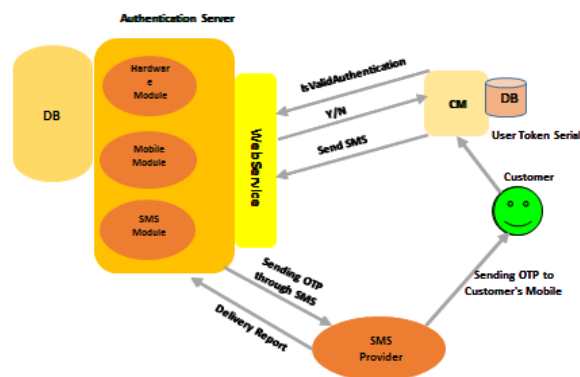 Authentication Server
DB
Hardwar
e
Module
Mobile
Module
SMS
Module
WebService
IsValidAuthentication
Y/N
Send SMS
CM
DB
User Token Serial
Customer
Sending OTP
through SMS
Delivery Report
SMS
Provider
Sending OTP to
Customer's Mobile